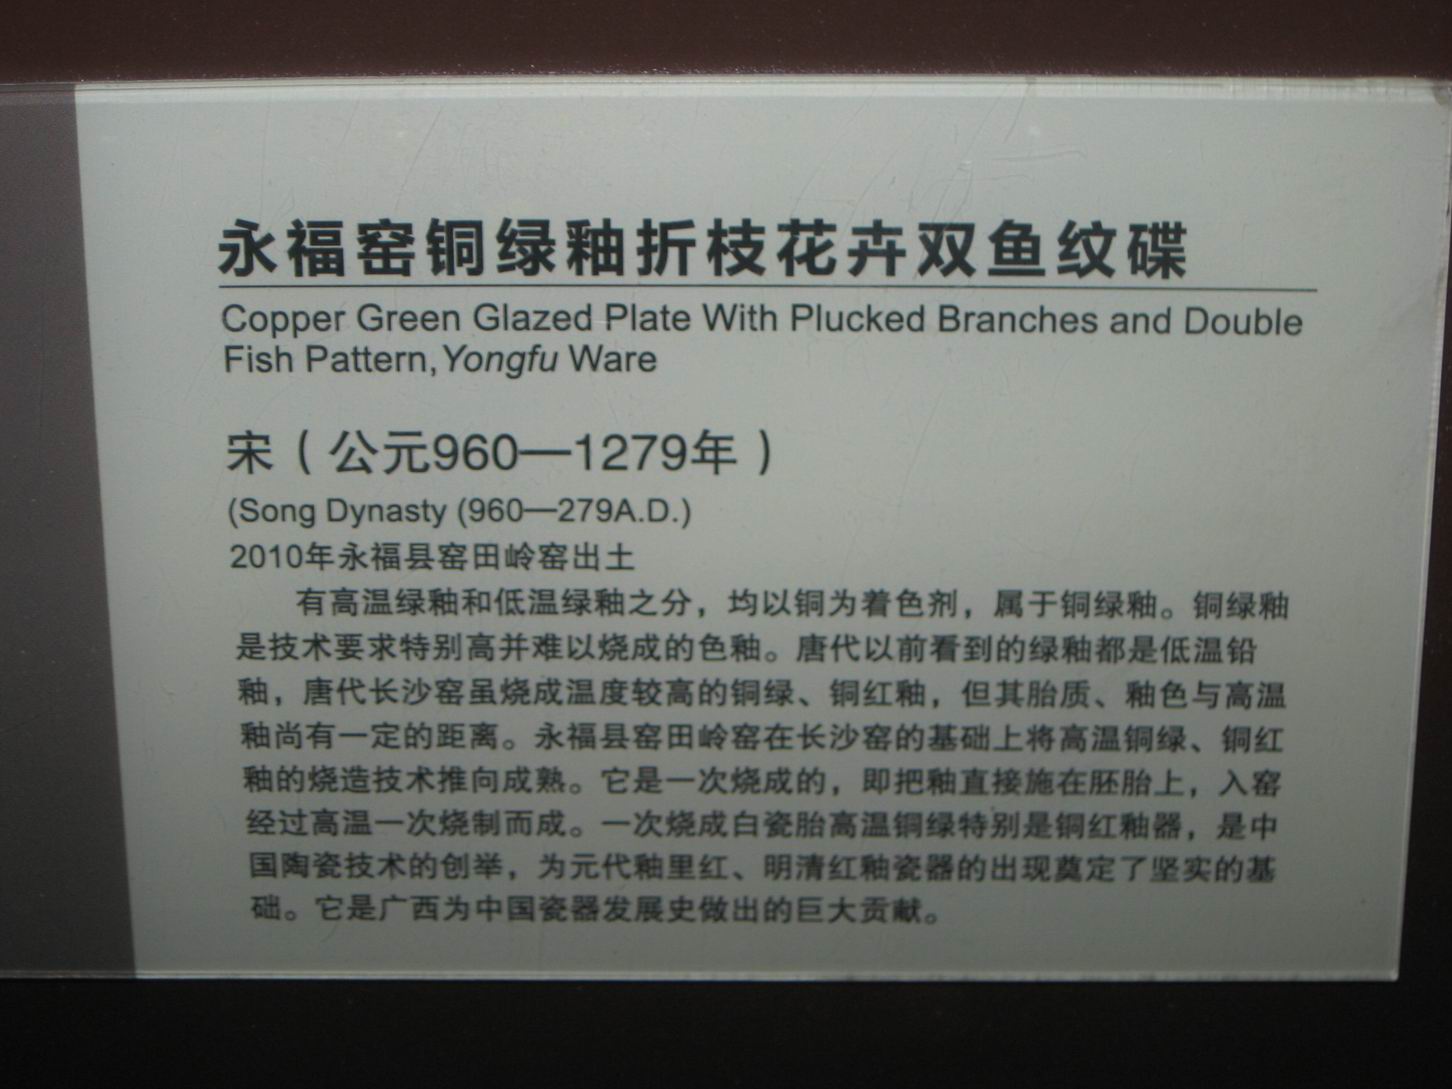 永福窑铜绿釉折枝花卉双鱼纹碟
Copper Green Glazed Plate With Plucked Branches and Double
Fish Pattern, Yongfu Ware
宋（公元960—1279年）
(Song Dynasty (960—279A.D.)
2010年永福县窑田岭窑出土
有高温绿釉和低温绿釉之分，均以铜为着色剂，属于铜绿釉。铜绿釉
是技术要求特别高并难以烧成的色釉。唐代以前看到的绿釉都是低温铅
釉，唐代长沙窑虽烧成温度较高的铜绿、铜红釉，但其胎质、釉色与高温
釉尚有一定的距离。永福县窑田岭窑在长沙窑的基础上将高温铜绿、铜红
釉的烧造技术推向成熟。它是一次烧成的，即把釉直接施在胚胎上，入窑
经过高温一次烧制而成。一次烧成白瓷胎高温铜绿特别是铜红釉器，是中
国陶瓷技术的创举，为元代釉里红、明清红釉瓷器的出现奠定了坚实的基
础。它是广西为中国瓷器发展史做出的巨大贡献。